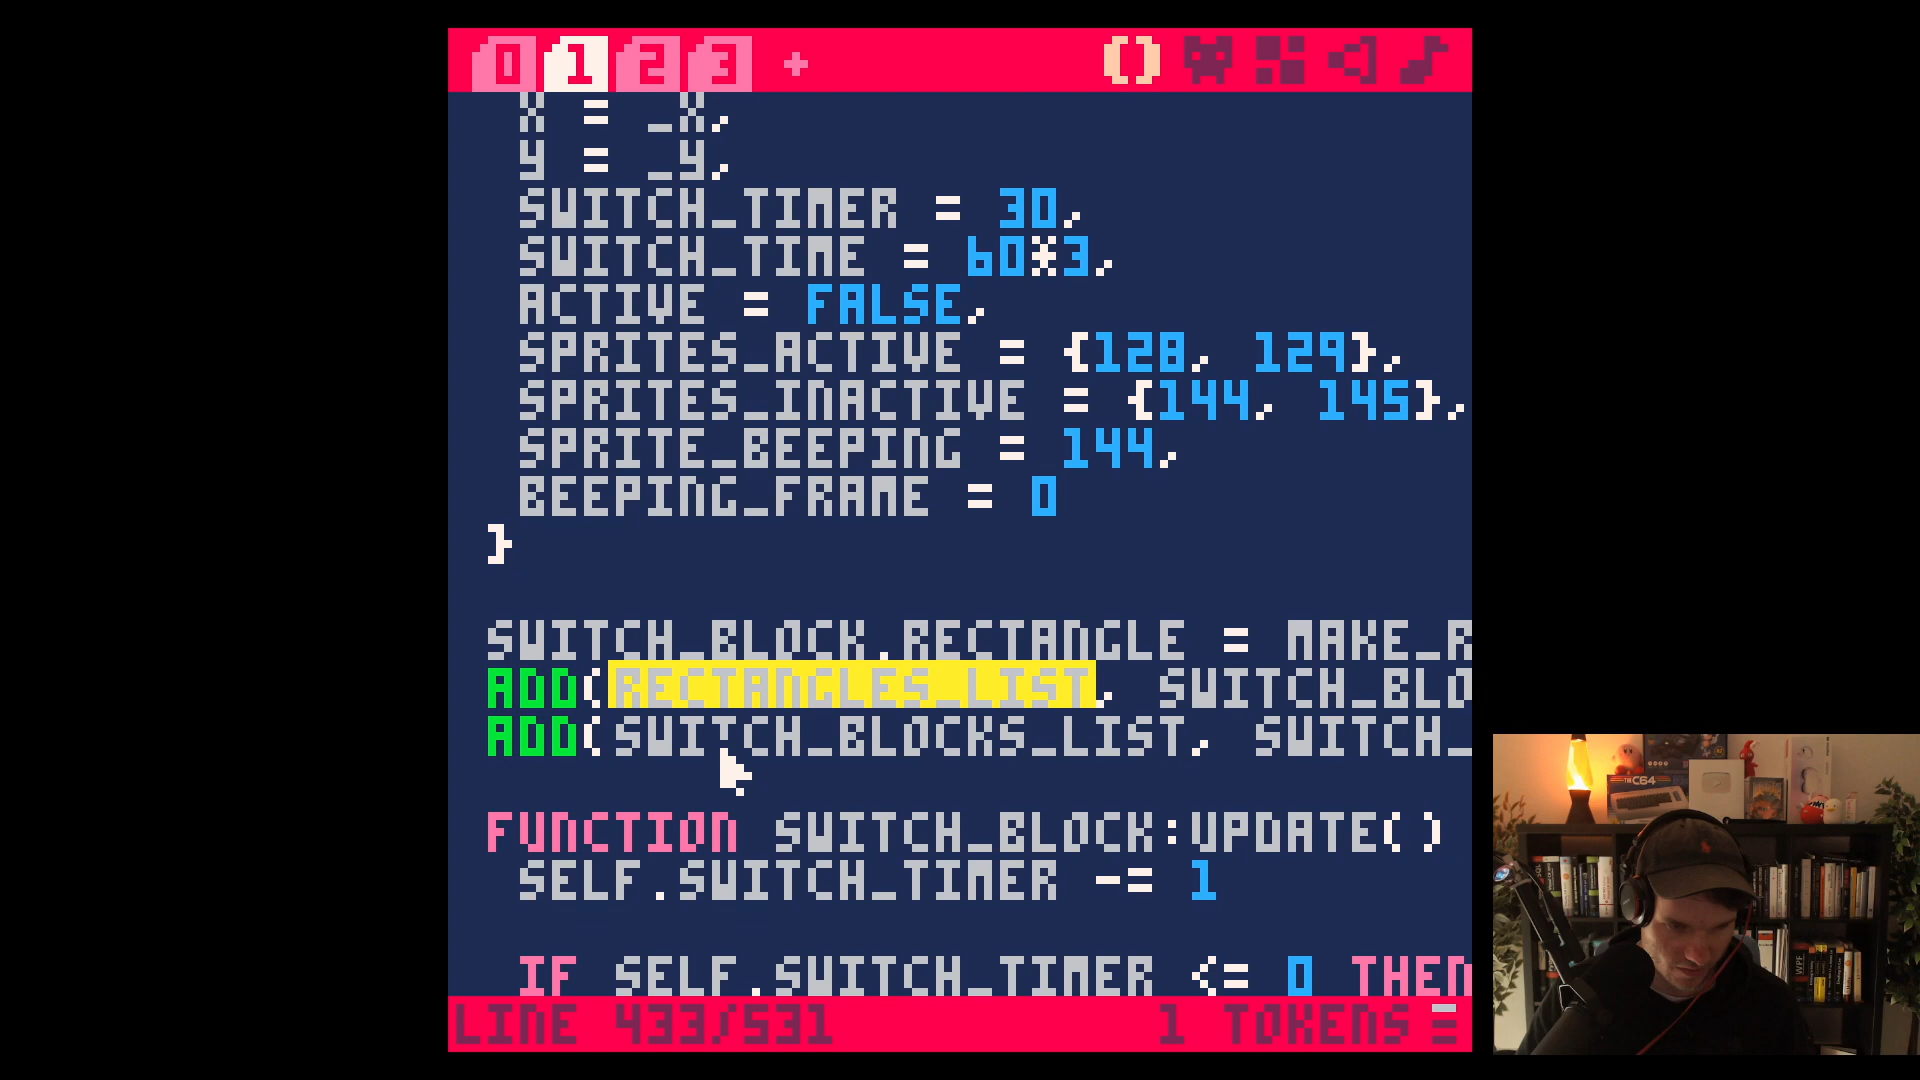 0 1 2 3 +
X = _X,
Y = _Y,
SWITCH_TIMER = 30,
SWITCH_TIME = 60*3,
ACTIVE = FALSE,
SPRITES_ACTIVE = {128, 129},
SPRITES_INACTIVE = {144, 145},
SPRITE_BEEPING = 144,
BEEPING_FRAME = 0
}
SWITCH_BLOCK.RECTANGLE = MAKE_R
ADD(RECTANGLES_LIST, SWITCH_BLO
ADD(SWITCH_BLOCKS_LIST, SWITCH_
FUNCTION SWITCH_BLOCK:UPDATE()
SELF.SWITCH_TIMER -= 1
IF SELF.SWITCH_TIMER <= 0 THEN
LINE 433/531 1 TOKENS
THEC64
WPF